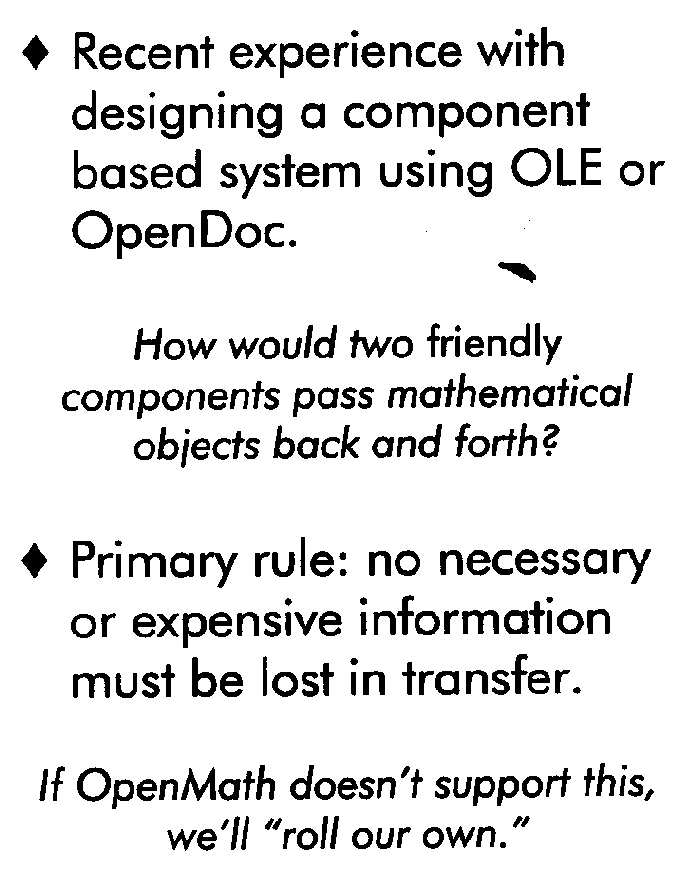 ♦ Recent experience with
designing a component
based system using OLE or
OpenDoc.
How would two friendly
components pass mathematical
objects back and forth?
♦ Primary rule: no necessary
or expensive information
must be lost in transfer.
If OpenMath doesn't support this,
we'll "roll our own."